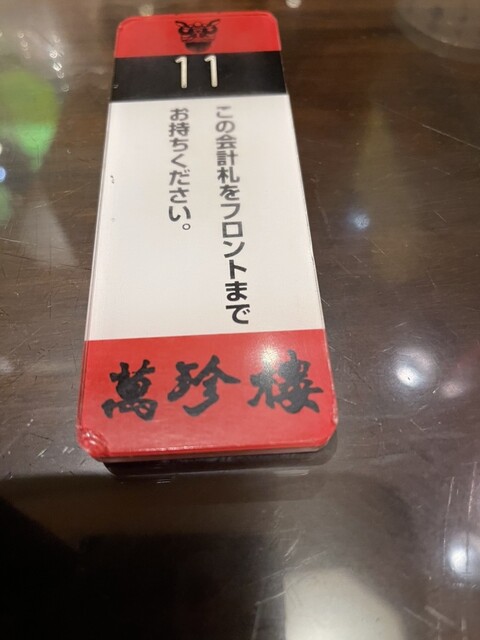 11
この会計札をフロントまで
お持ちください。
萬珍樓